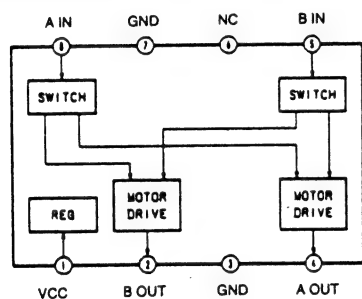 A IN GND NC B IN
8 7 6 5
SWITCH SWITCH
MOTOR DRIVE MOTOR DRIVE
REG
1 2 3 4
VCC B OUT GND A OUT